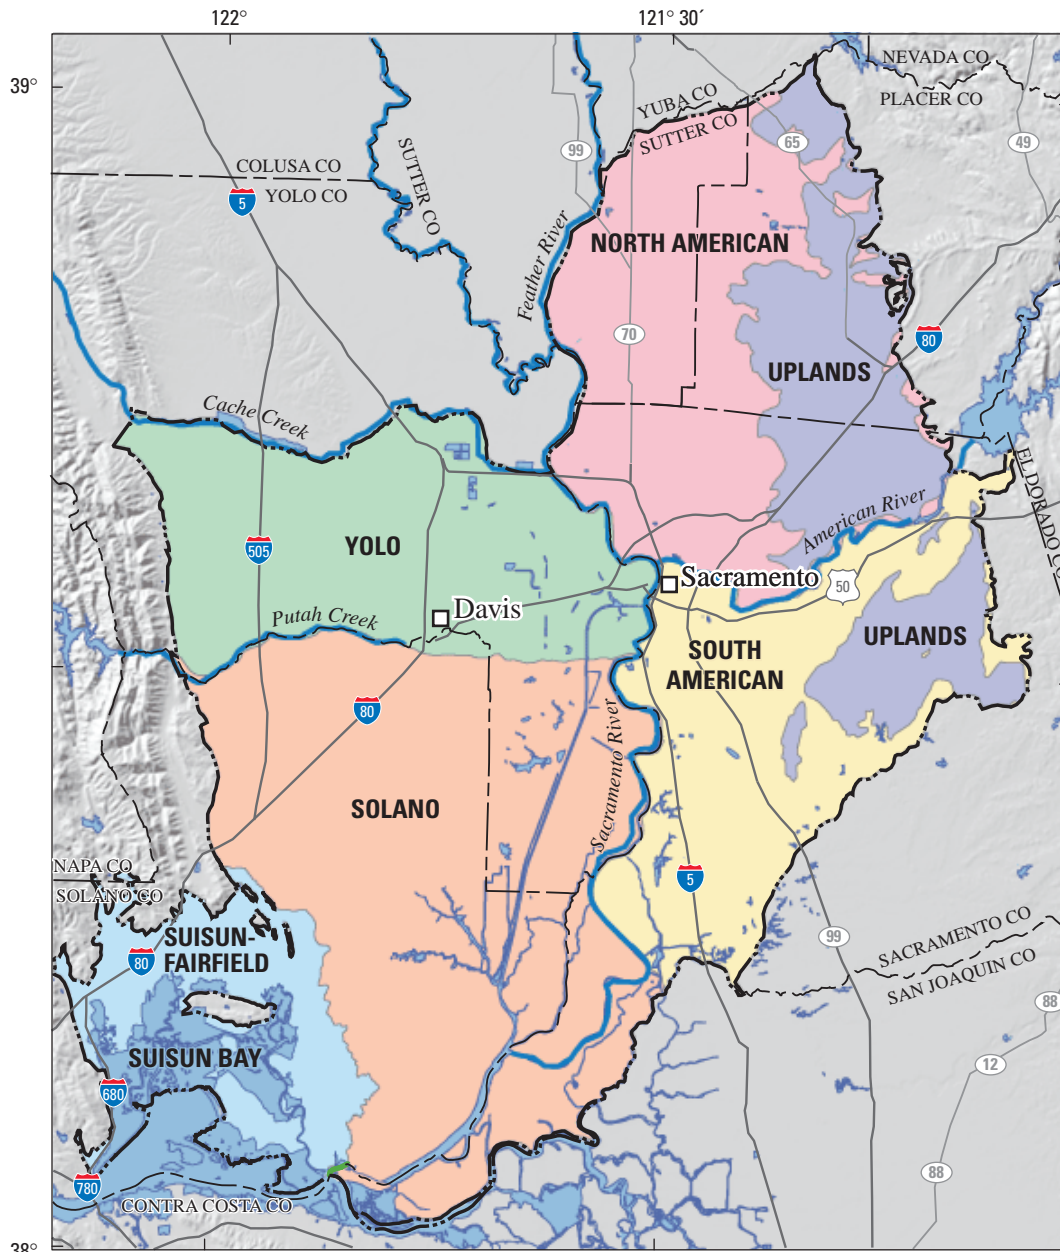 122°
121° 30´
39°
NEVADA CO
PLACER CO
YUBA CO
SUTTER CO
99
65
49
COLUSA CO
YOLO CO
5
SUTTER CO
Feather River
NORTH AMERICAN
70
80
UPLANDS
Cache Creek
EL DORADO CO
American River
YOLO
505
Sacramento
50
Davis
Putah Creek
SOUTH
AMERICAN
UPLANDS
80
Sacramento River
SOLANO
NAPA CO
SOLANO CO
5
SUISUN-
FAIRFIELD
80
99
SACRAMENTO CO
SAN JOAQUIN CO
88
SUISUN BAY
12
680
88
780
CONTRA COSTA CO
38°